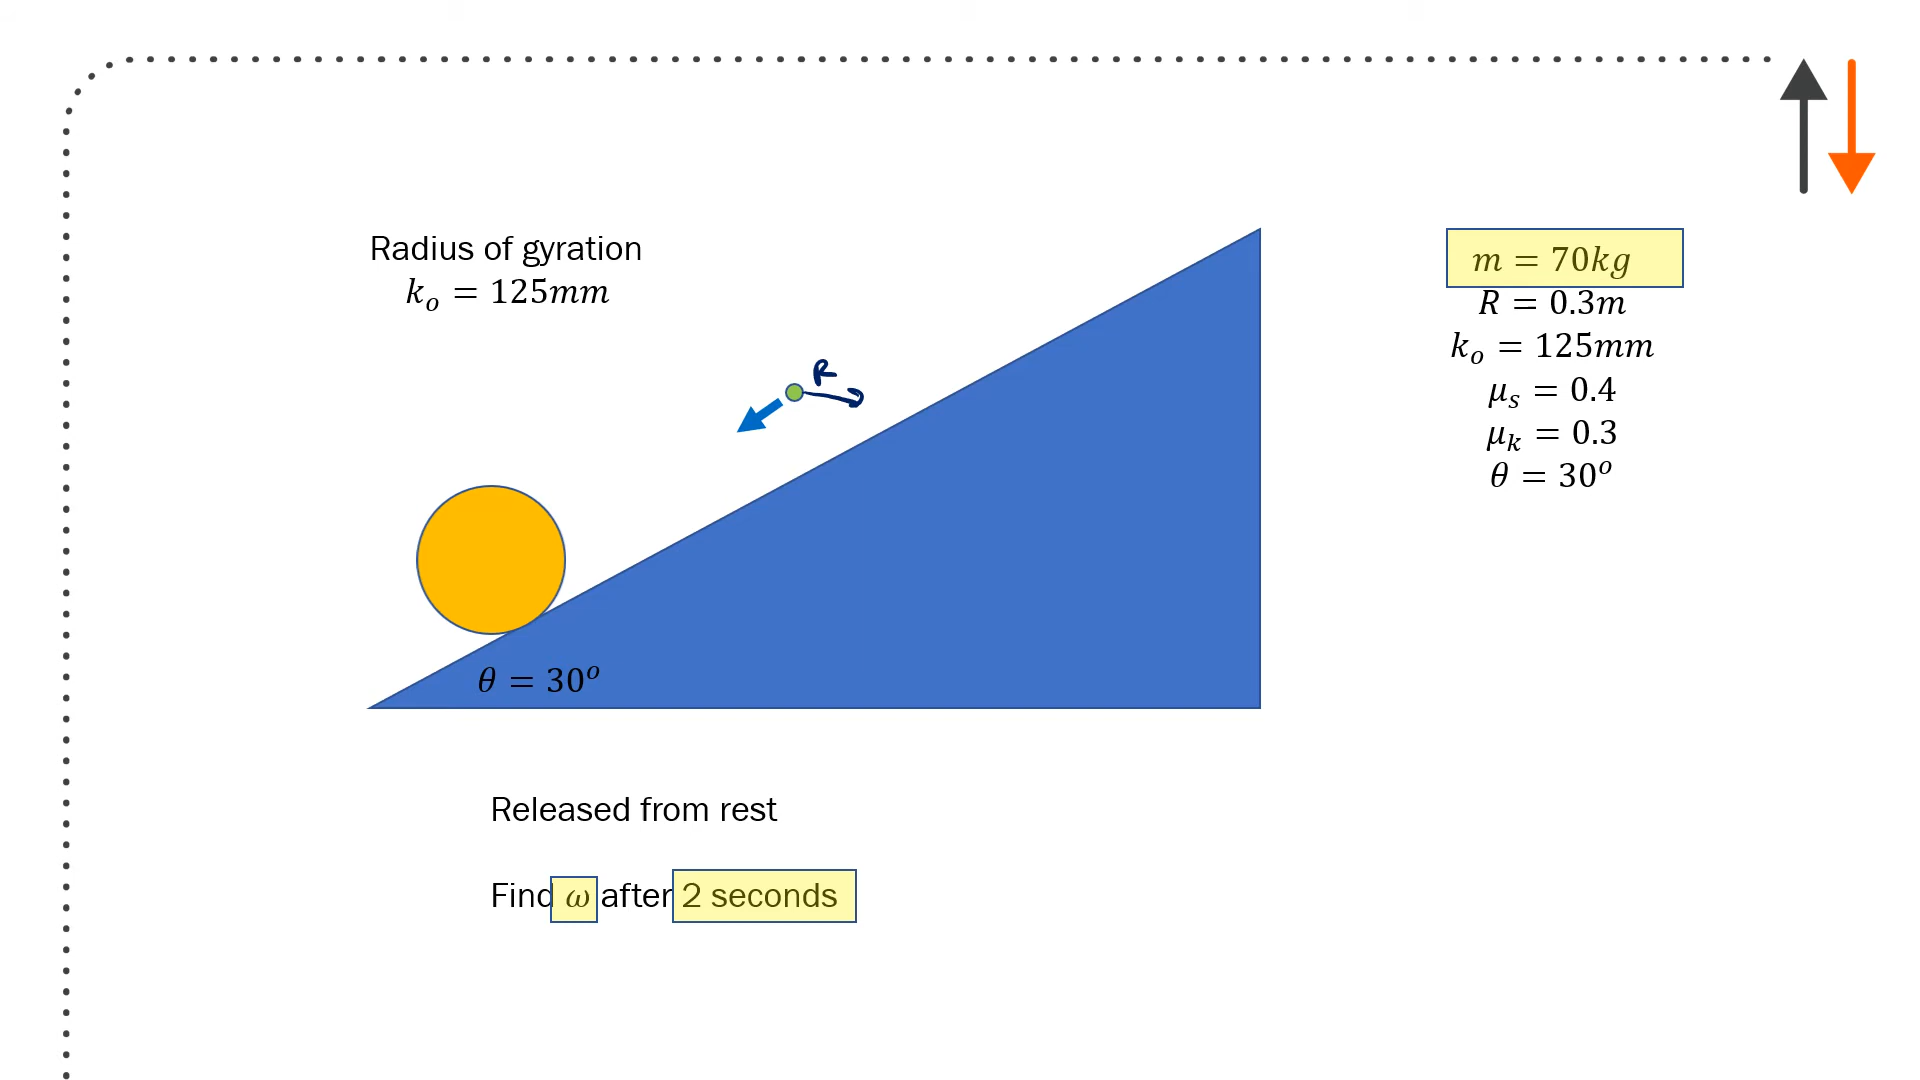 Radius of gyration
k_o = 125mm
R
m = 70kg
R = 0.3m
k_o = 125mm
μ_s = 0.4
μ_k = 0.3
θ = 30^o
θ = 30^o
Released from rest
Find ω after 2 seconds